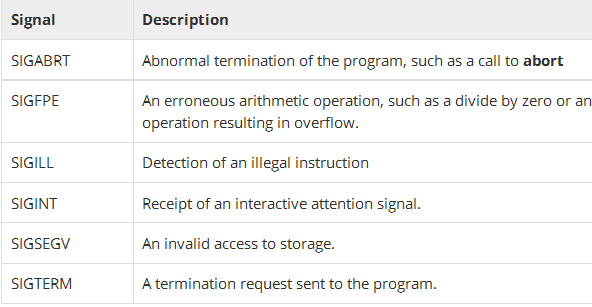 Signal Description
SIGABRT Abnormal termination of the program, such as a call to abort
SIGFPE An erroneous arithmetic operation, such as a divide by zero or an
operation resulting in overflow.
SIGILL Detection of an illegal instruction
SIGINT Receipt of an interactive attention signal.
SIGSEGV An invalid access to storage.
SIGTERM A termination request sent to the program.